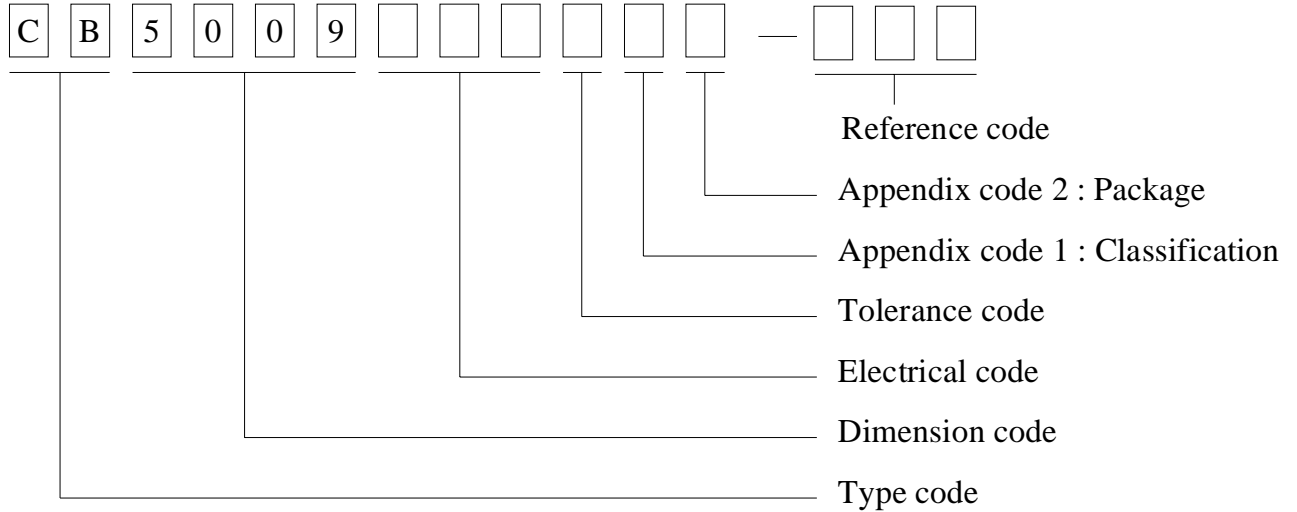 C B 5 0 0 9 —
Reference code
Appendix code 2 : Package
Appendix code 1 : Classification
Tolerance code
Electrical code
Dimension code
Type code